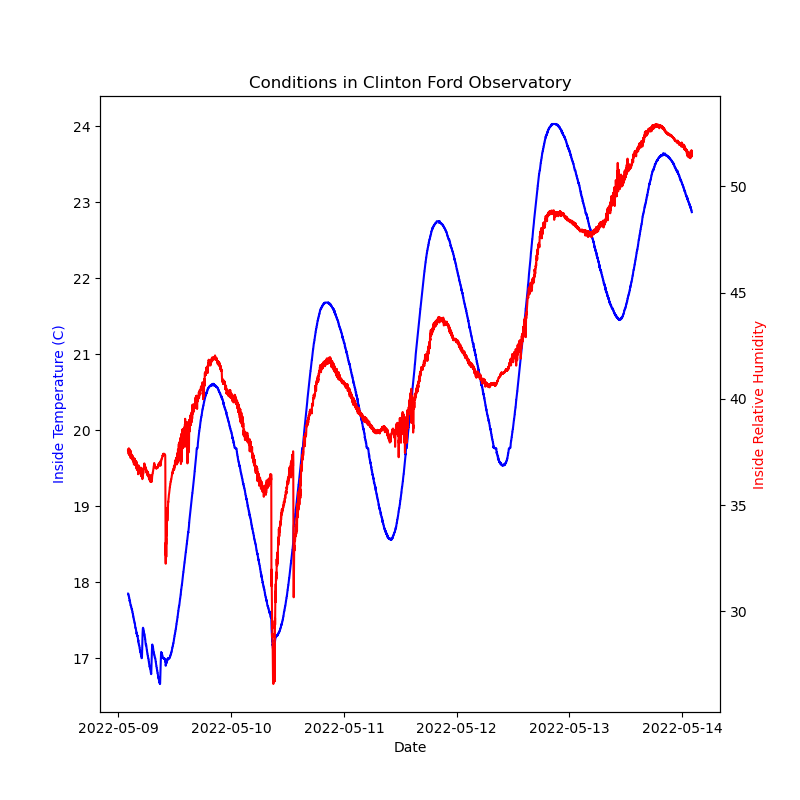 Conditions in Clinton Ford Observatory
24
23
22
21
20
19
18
17
Inside Temperature (C)
50
45
40
35
30
Inside Relative Humidity
2022-05-09 2022-05-10 2022-05-11 2022-05-12 2022-05-13 2022-05-14
Date